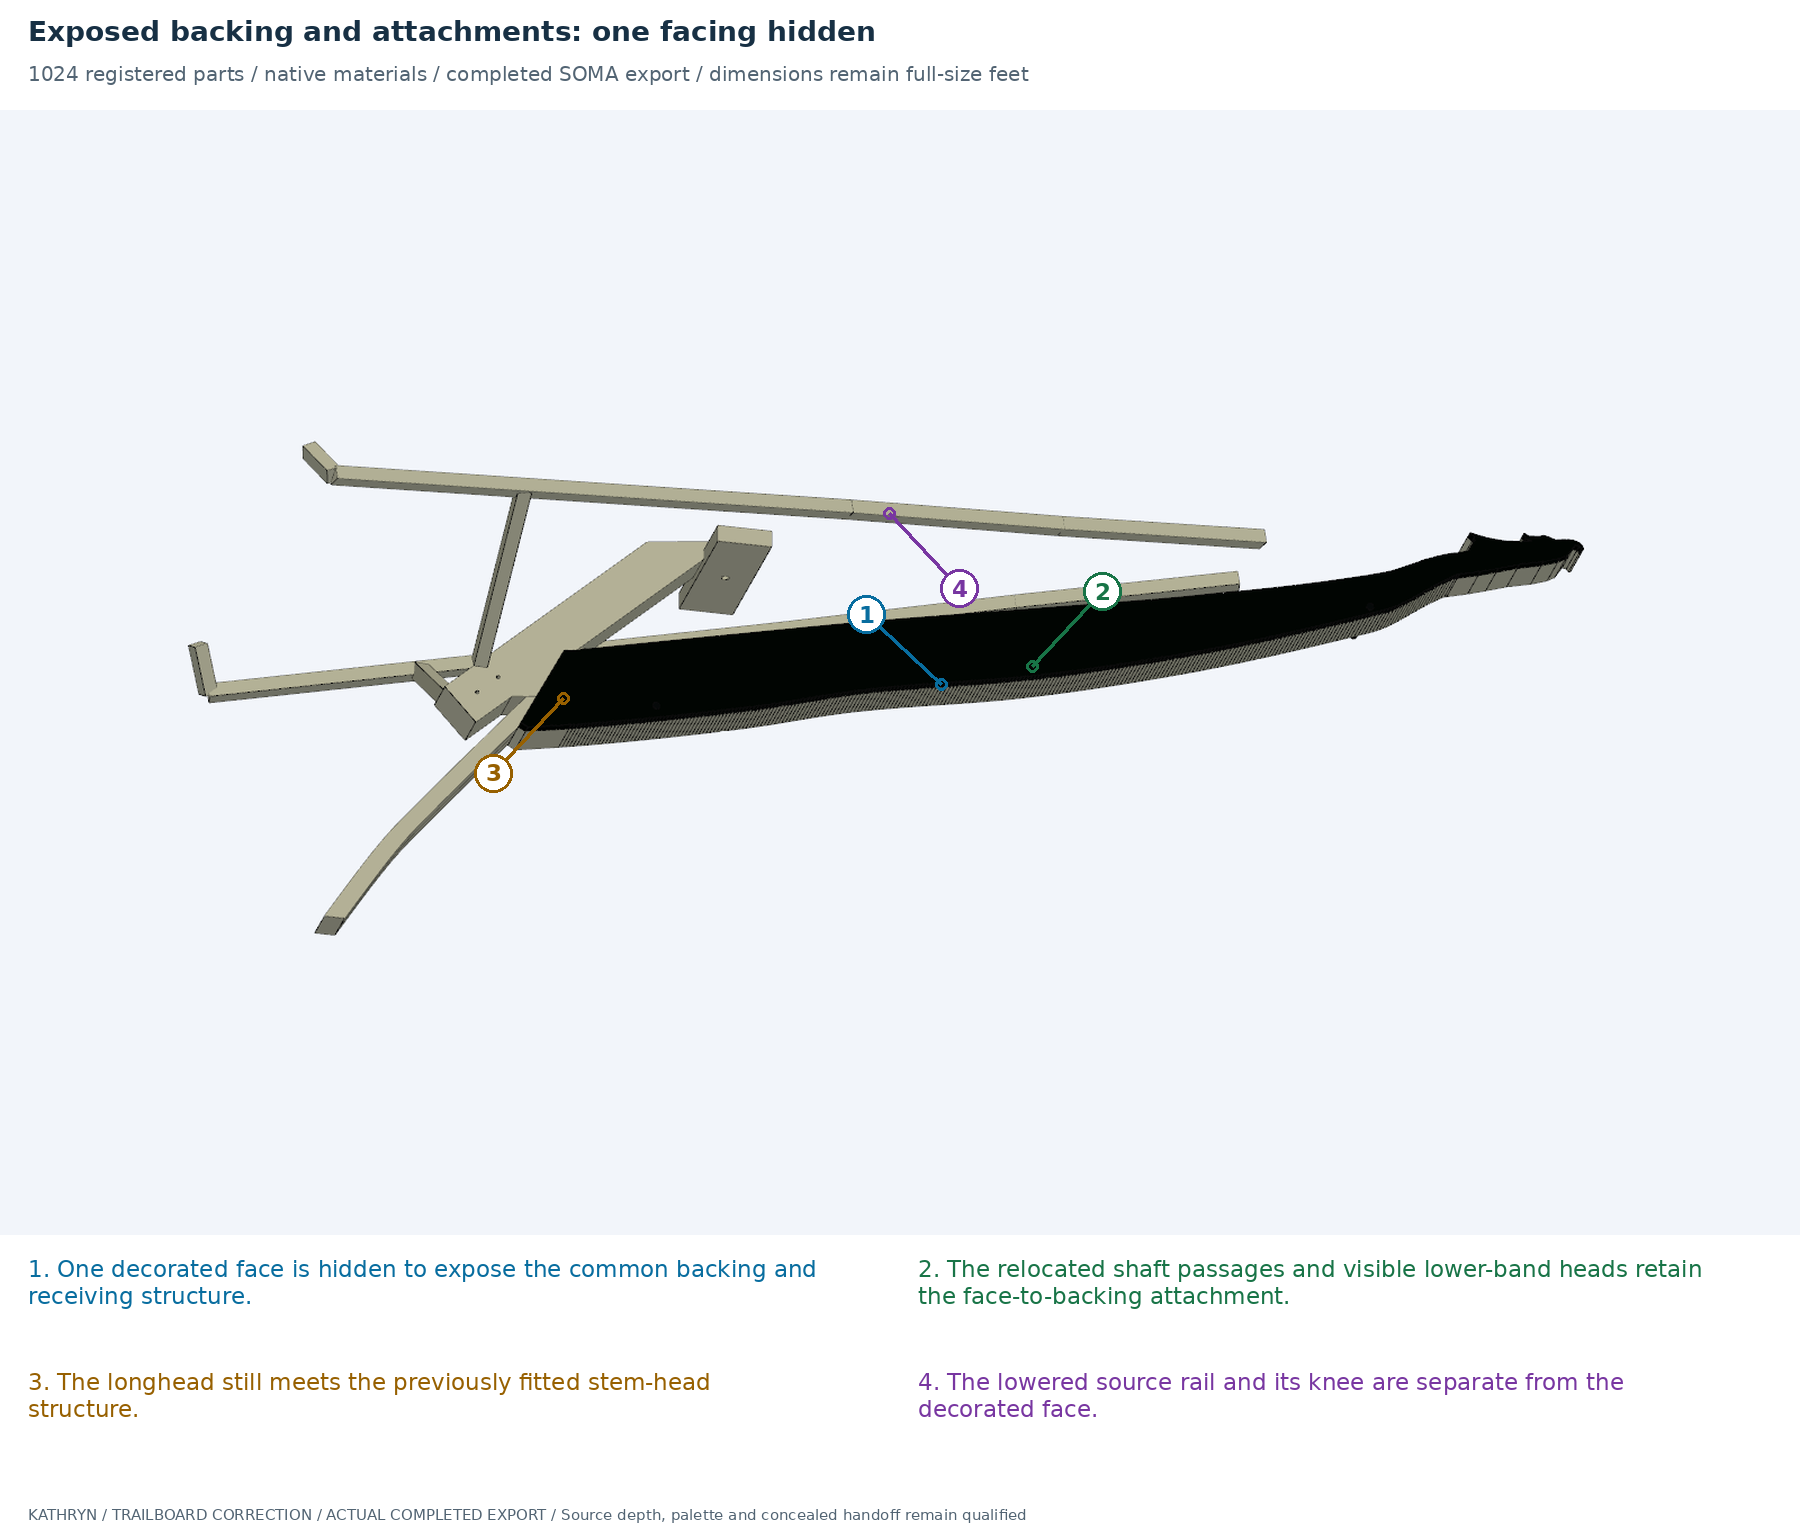 Exposed backing and attachments: one facing hidden
1024 registered parts / native materials / completed SOMA export / dimensions remain full-size feet
4
2
1
3
1. One decorated face is hidden to expose the common backing and
receiving structure.
2. The relocated shaft passages and visible lower-band heads retain
the face-to-backing attachment.
3. The longhead still meets the previously fitted stem-head
structure.
4. The lowered source rail and its knee are separate from the
decorated face.
KATHRYN / TRAILBOARD CORRECTION / ACTUAL COMPLETED EXPORT / Source depth, palette and concealed handoff remain qualified